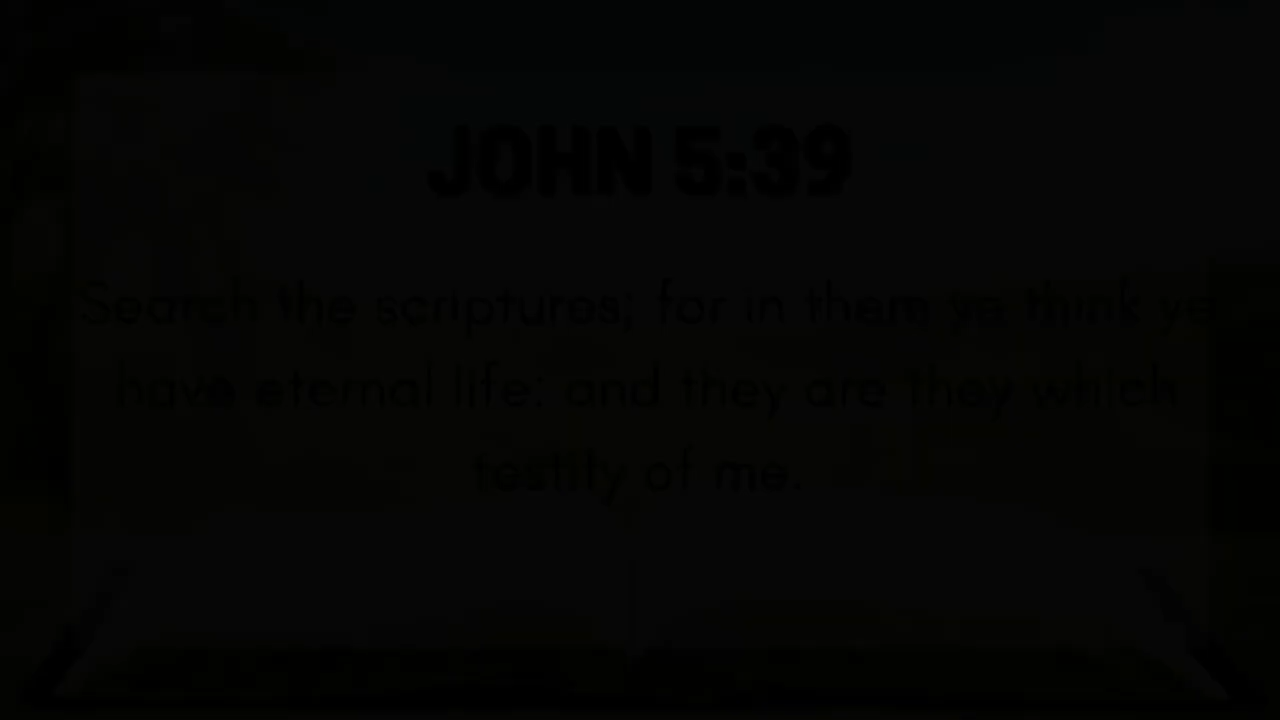 JOHN 5:39
Search the scriptures; for in them ye think ye
have eternal life: and they are they which
testify of me.